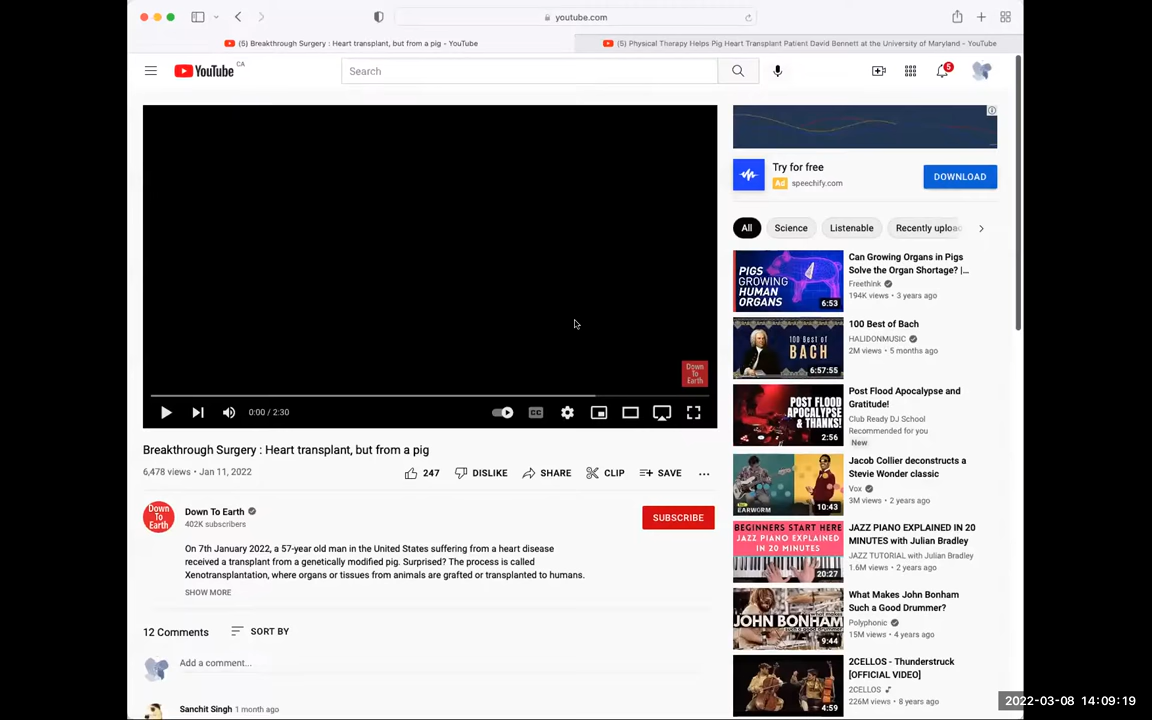 youtube.com
(5) Breakthrough Surgery : Heart transplant, but from a pig - YouTube
(5) Physical Therapy Helps Pig Heart Transplant Patient David Bennett at the University of Maryland - YouTube
YouTube CA
Search
5
Down To Earth
0:00 / 2:30
CC
Breakthrough Surgery : Heart transplant, but from a pig
6,478 views • Jan 11, 2022
247 DISLIKE SHARE CLIP SAVE
Down To Earth
Down To Earth
402K subscribers
SUBSCRIBE
On 7th January 2022, a 57-year old man in the United States suffering from a heart disease
received a transplant from a genetically modified pig. Surprised? The process is called
Xenotransplantation, where organs or tissues from animals are grafted or transplanted to humans.
SHOW MORE
12 Comments SORT BY
Add a comment...
Sanchit Singh 1 month ago
Try for free
Ad speechify.com
DOWNLOAD
All Science Listenable Recently uploa
PIGS
GROWING
HUMAN
ORGANS
6:53
Can Growing Organs in Pigs
Solve the Organ Shortage? |...
Freethink
194K views • 3 years ago
100 BEST OF
BACH
6:57:55
100 Best of Bach
HALIDONMUSIC
2M views • 5 months ago
POST FLOOD
APOCALYPSE
& THANKS!
2:56
Post Flood Apocalypse and
Gratitude!
Club Ready DJ School
Recommended for you
New
EARWORM
10:43
Jacob Collier deconstructs a
Stevie Wonder classic
Vox
3M views • 2 years ago
BEGINNERS START HERE
JAZZ PIANO EXPLAINED
IN 20 MINUTES
20:27
JAZZ PIANO EXPLAINED IN 20
MINUTES with Julian Bradley
JAZZ TUTORIAL with Julian Bradley
1.6M views • 2 years ago
JOHN BONHAM
9:44
What Makes John Bonham
Such a Good Drummer?
Polyphonic
15M views • 4 years ago
4:59
2CELLOS - Thunderstruck
[OFFICIAL VIDEO]
2CELLOS
226M views • 8 years ago
2022-03-08 14:09:19